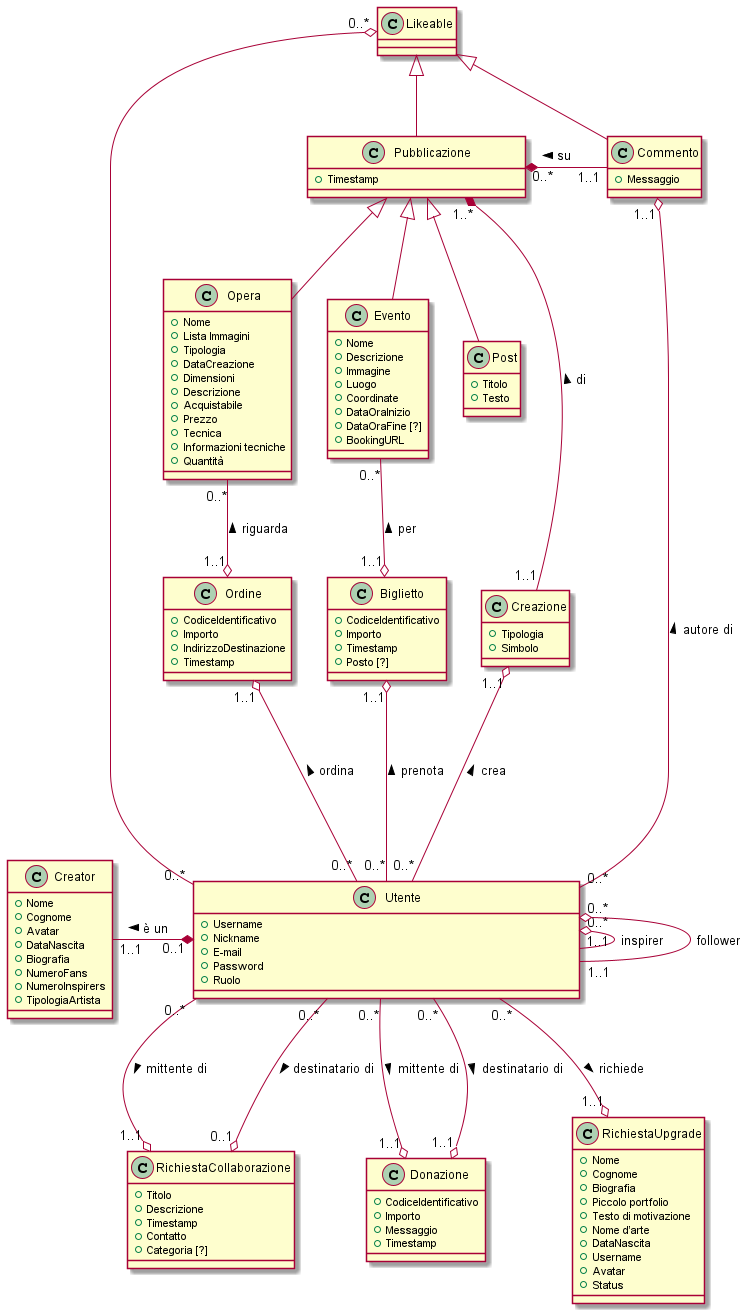 C Likeable
0..*
C Pubblicazione
Timestamp
C Commento
Messaggio
su
0..*
1..1
1..*
1..1
C Opera
Nome
Lista Immagini
Tipologia
DataCreazione
Dimensioni
Descrizione
Acquistabile
Prezzo
Tecnica
Informazioni tecniche
Quantità
C Evento
Nome
Descrizione
Immagine
Luogo
Coordinate
DataOraInizio
DataOraFine [?]
BookingURL
C Post
Titolo
Testo
di
0..*
riguarda
1..1
0..*
per
1..1
1..1
C Ordine
CodiceIdentificativo
Importo
IndirizzoDestinazione
Timestamp
C Biglietto
CodiceIdentificativo
Importo
Timestamp
Posto [?]
C Creazione
Tipologia
Simbolo
autore di
1..1
1..1
1..1
ordina
prenota
crea
0..*
0..*
0..*
0..*
0..*
C Creator
Nome
Cognome
Avatar
DataNascita
Biografia
NumeroFans
NumeroInspirers
TipologiaArtista
è un
1..1
0..1
C Utente
Username
Nickname
E-mail
Password
Ruolo
0..*
0..*
1..1
inspirer
follower
1..1
0..*
0..*
0..*
0..*
0..*
mittente di
destinatario di
mittente di
destinatario di
richiede
1..1
0..1
1..1
1..1
1..1
C RichiestaCollaborazione
Titolo
Descrizione
Timestamp
Contatto
Categoria [?]
C Donazione
CodiceIdentificativo
Importo
Messaggio
Timestamp
C RichiestaUpgrade
Nome
Cognome
Biografia
Piccolo portfolio
Testo di motivazione
Nome d'arte
DataNascita
Username
Avatar
Status